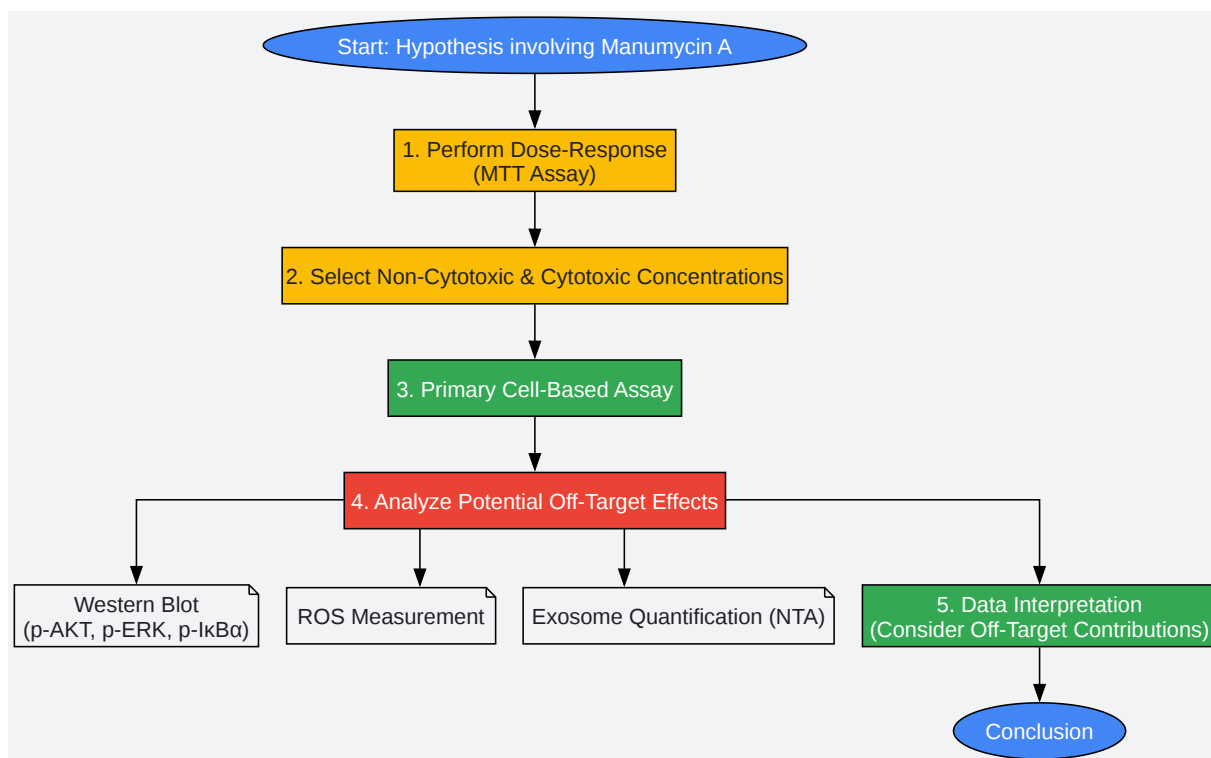 Start: Hypothesis involving Manumycin A
1. Perform Dose-Response
(MTT Assay)
2. Select Non-Cytotoxic & Cytotoxic Concentrations
3. Primary Cell-Based Assay
4. Analyze Potential Off-Target Effects
Western Blot
(p-AKT, p-ERK, p-IκBα)
ROS Measurement
Exosome Quantification (NTA)
5. Data Interpretation
(Consider Off-Target Contributions)
Conclusion